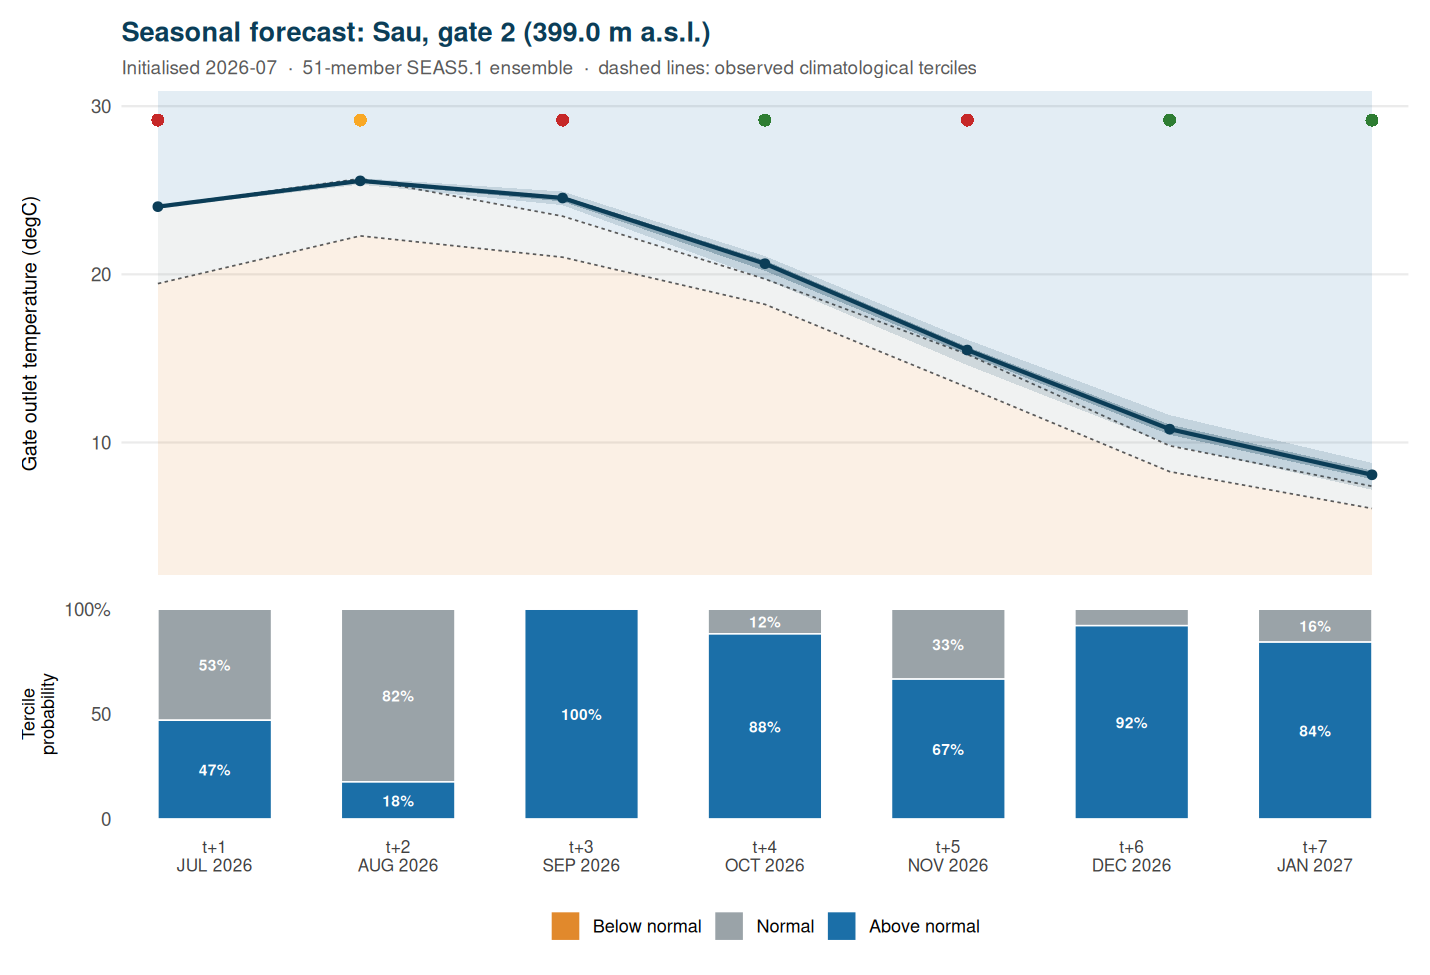 Seasonal forecast: Sau, gate 2 (399.0 m a.s.l.)
Initialised 2026-07 · 51-member SEAS5.1 ensemble · dashed lines: observed climatological terciles
30
20
10
Gate outlet temperature (degC)
100%
50
0
Tercile
probability
53%
47%
82%
18%
100%
12%
88%
33%
67%
92%
16%
84%
t+1
JUL 2026
t+2
AUG 2026
t+3
SEP 2026
t+4
OCT 2026
t+5
NOV 2026
t+6
DEC 2026
t+7
JAN 2027
Below normal
Normal
Above normal